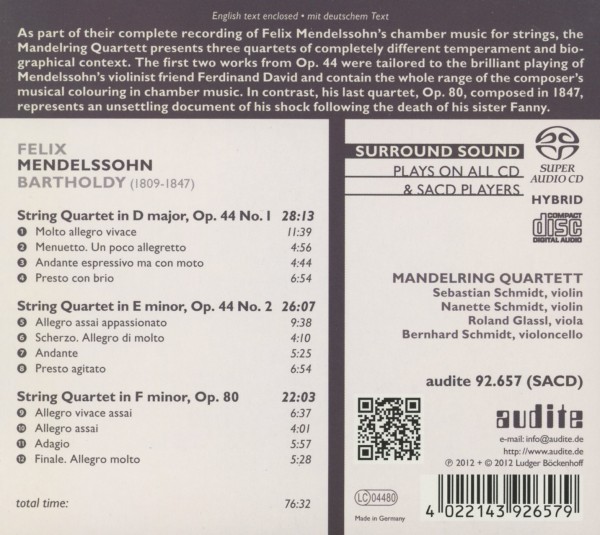 English text enclosed • mit deutschem Text
As part of their complete recording of Felix Mendelssohn's chamber music for strings, the
Mandelring Quartett presents three quartets of completely different temperament and bio-
graphical context. The first two works from Op. 44 were tailored to the brilliant playing of
Mendelssohn's violinist friend Ferdinand David and contain the whole range of the composer's
musical colouring in chamber music. In contrast, his last quartet, Op. 80, composed in 1847,
represents an unsettling document of his shock following the death of his sister Fanny.
FELIX
MENDELSSOHN
BARTHOLDY (1809-1847)
String Quartet in D major, Op. 44 No. 1 28:13
1 Molto allegro vivace 11:39
2 Menuetto. Un poco allegretto 4:56
3 Andante espressivo ma con moto 4:44
4 Presto con brio 6:54
String Quartet in E minor, Op. 44 No. 2 26:07
5 Allegro assai appassionato 9:38
6 Scherzo. Allegro di molto 4:10
7 Andante 5:25
8 Presto agitato 6:54
String Quartet in F minor, Op. 80 22:03
9 Allegro vivace assai 6:37
10 Allegro assai 4:01
11 Adagio 5:57
12 Finale. Allegro molto 5:28
total time: 76:32
SURROUND SOUND
PLAYS ON ALL CD
& SACD PLAYERS
SUPER
AUDIO CD
HYBRID
COMPACT
disc
DIGITAL AUDIO
MANDELRING QUARTETT
Sebastian Schmidt, violin
Nanette Schmidt, violin
Roland Glassl, viola
Bernhard Schmidt, violoncello
audite 92.657 (SACD)
audite
e-mail: info@audite.de
http://www.audite.de
℗ 2012 + © 2012 Ludger Böckenhoff
LC 04480
Made in Germany
4 022143 926579